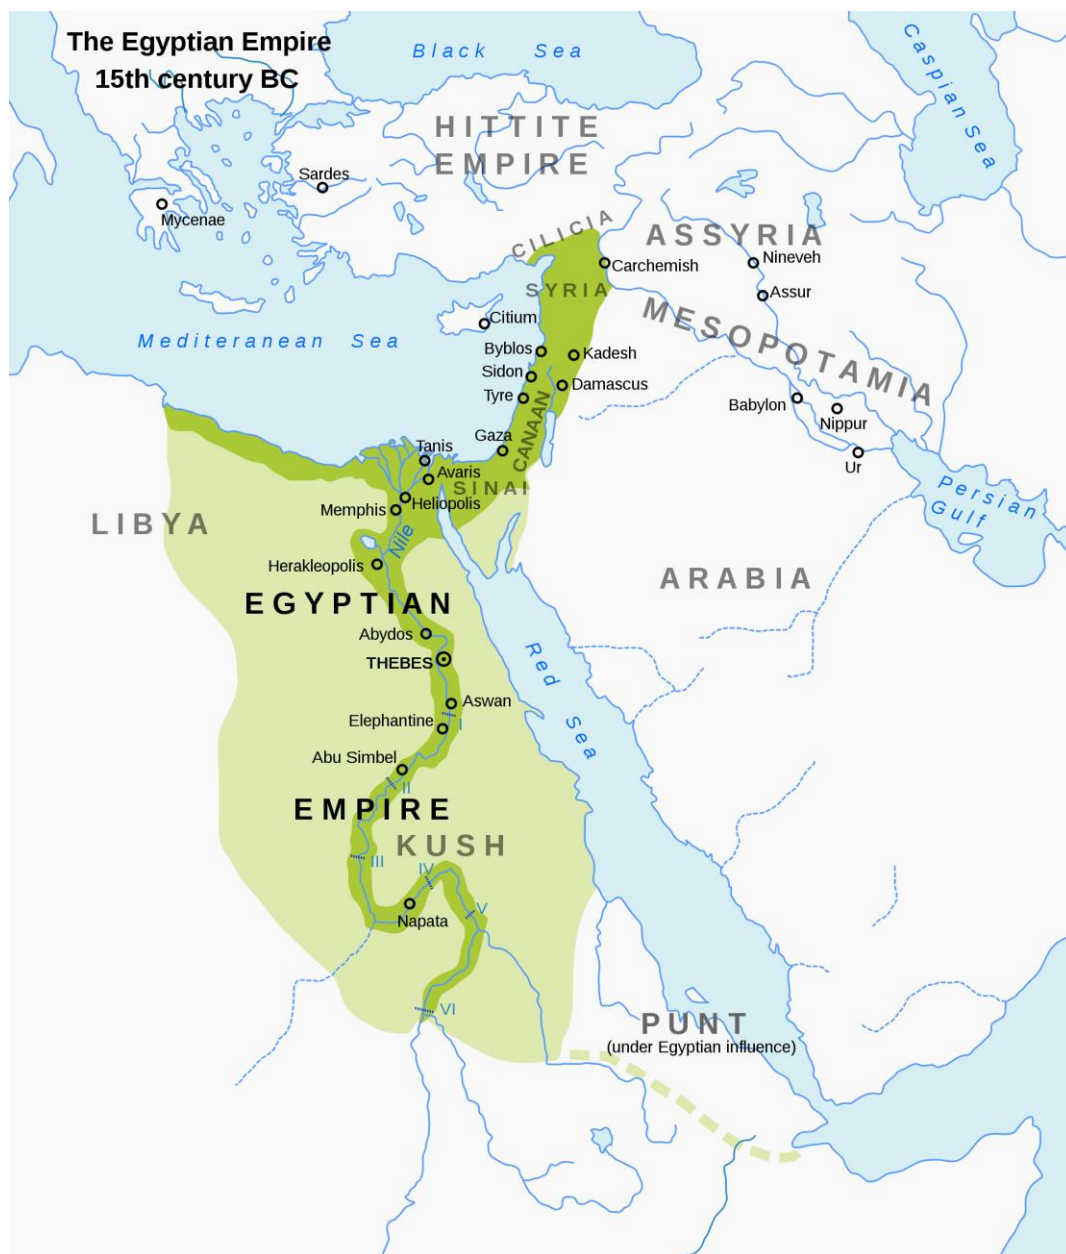 The Egyptian Empire
15th century BC
Black Sea
Caspian Sea
HITTITE
EMPIRE
Sardes
Mycenae
CILICIA
ASSYRIA
Nineveh
Carchemish
SYRIA
Assur
Citium
MESOPOTAMIA
Mediteranean Sea
Byblos
Kadesh
Sidon
Damascus
Tyre
Babylon
Nippur
CANAAN
Gaza
Tanis
Ur
Avaris
SINAI
Heliopolis
Memphis
Persian
Gulf
LIBYA
Nile
Herakleopolis
ARABIA
EGYPTIAN
Abydos
THEBES
Red Sea
Aswan
Elephantine
I
Abu Simbel
II
EMPIRE
KUSH
III
IV
V
Napata
VI
PUNT
(under Egyptian influence)